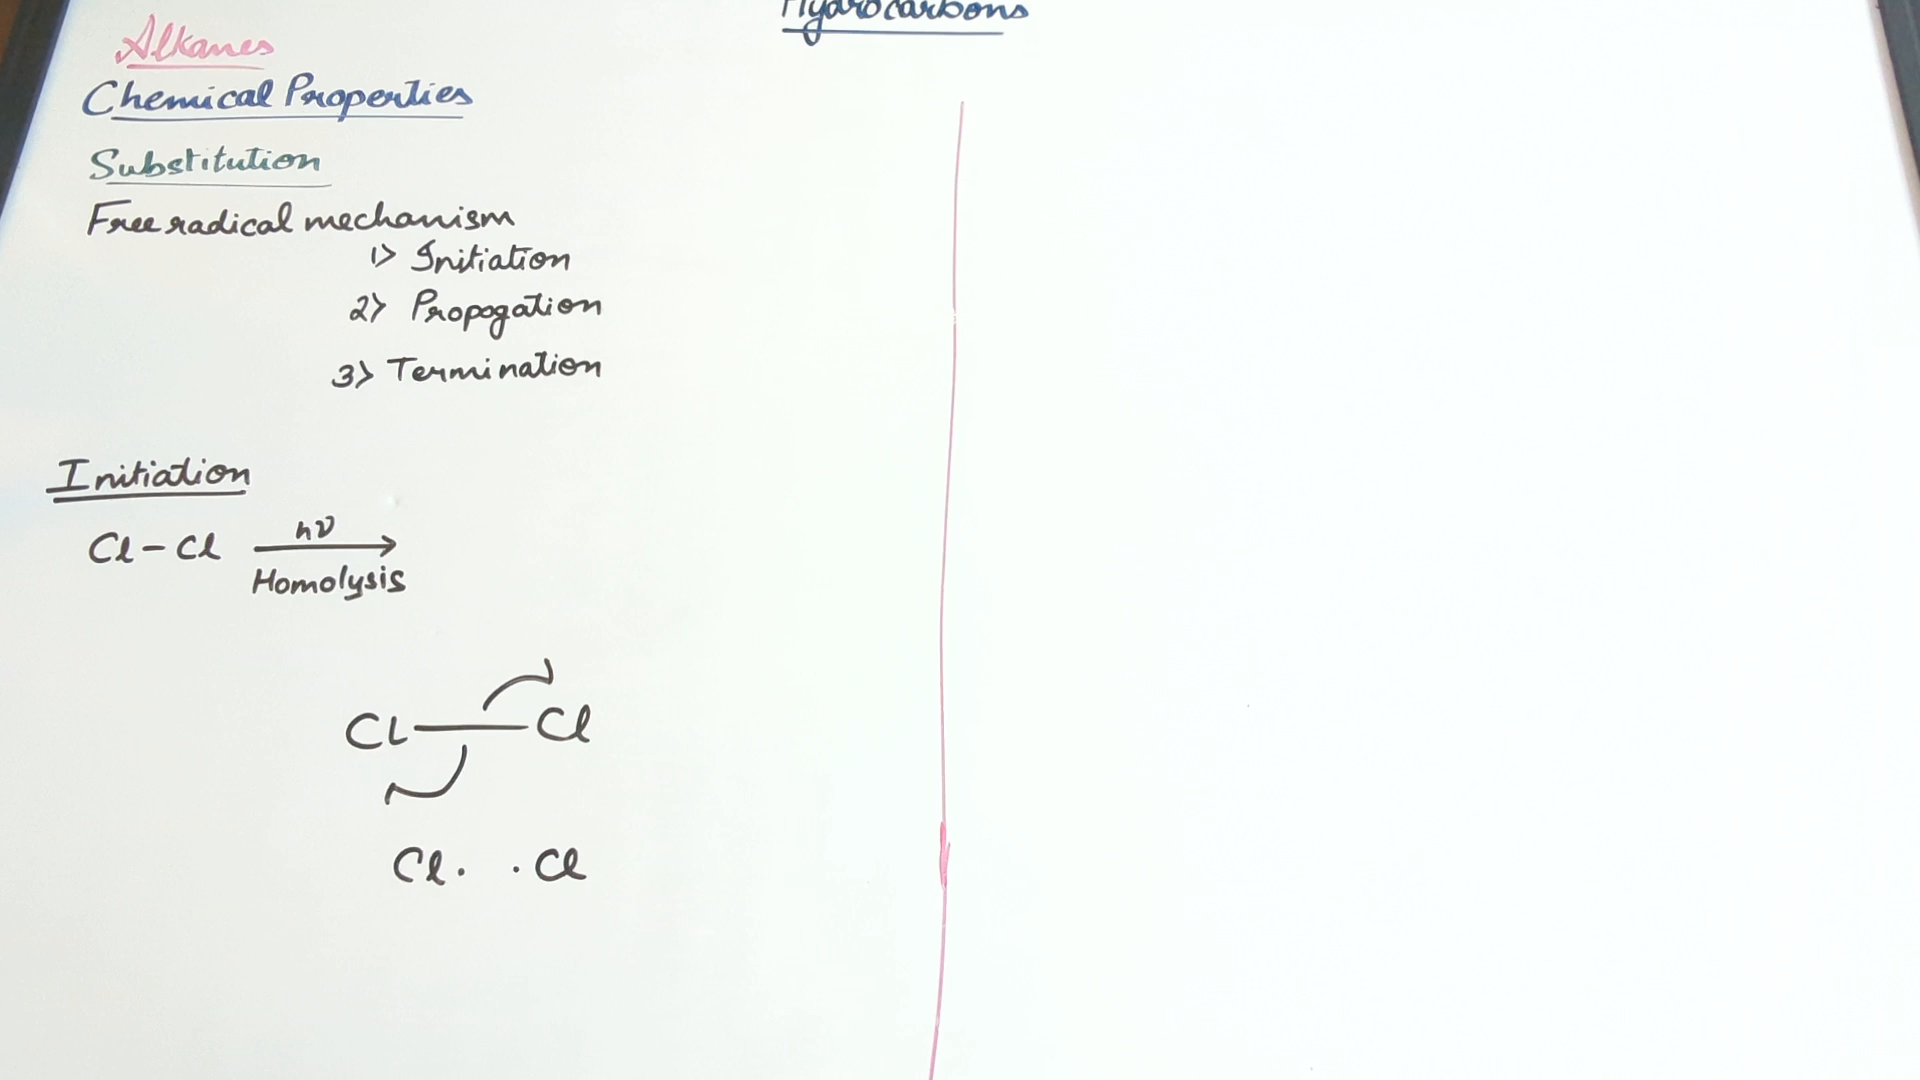 Hydrocarbons
Alkanes
Chemical Properties
Substitution
Free radical mechanism
1> Initiation
2> Propogation
3> Termination
Initiation
hν
Cl - Cl ⟶
Homolysis
Cl — Cl
Cl. .Cl